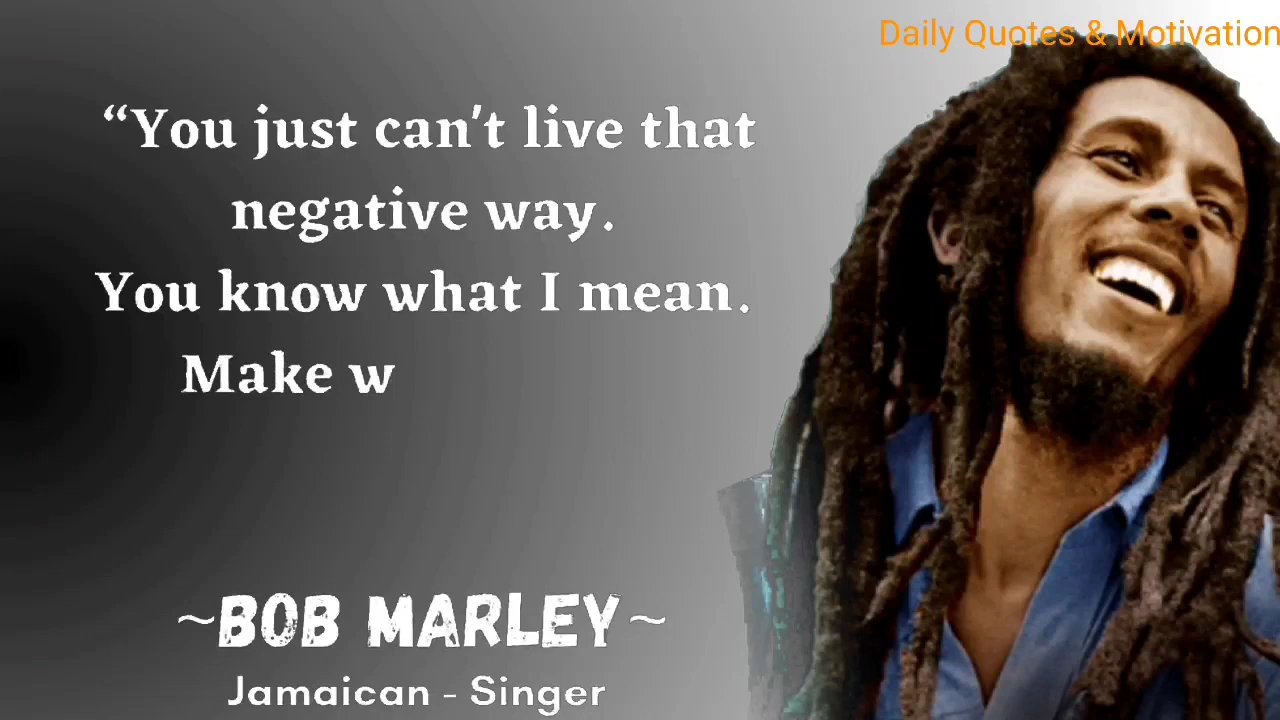 Daily Quotes & Motivation
“You just can't live that
negative way.
You know what I mean.
Make w
~BOB MARLEY~
Jamaican - Singer